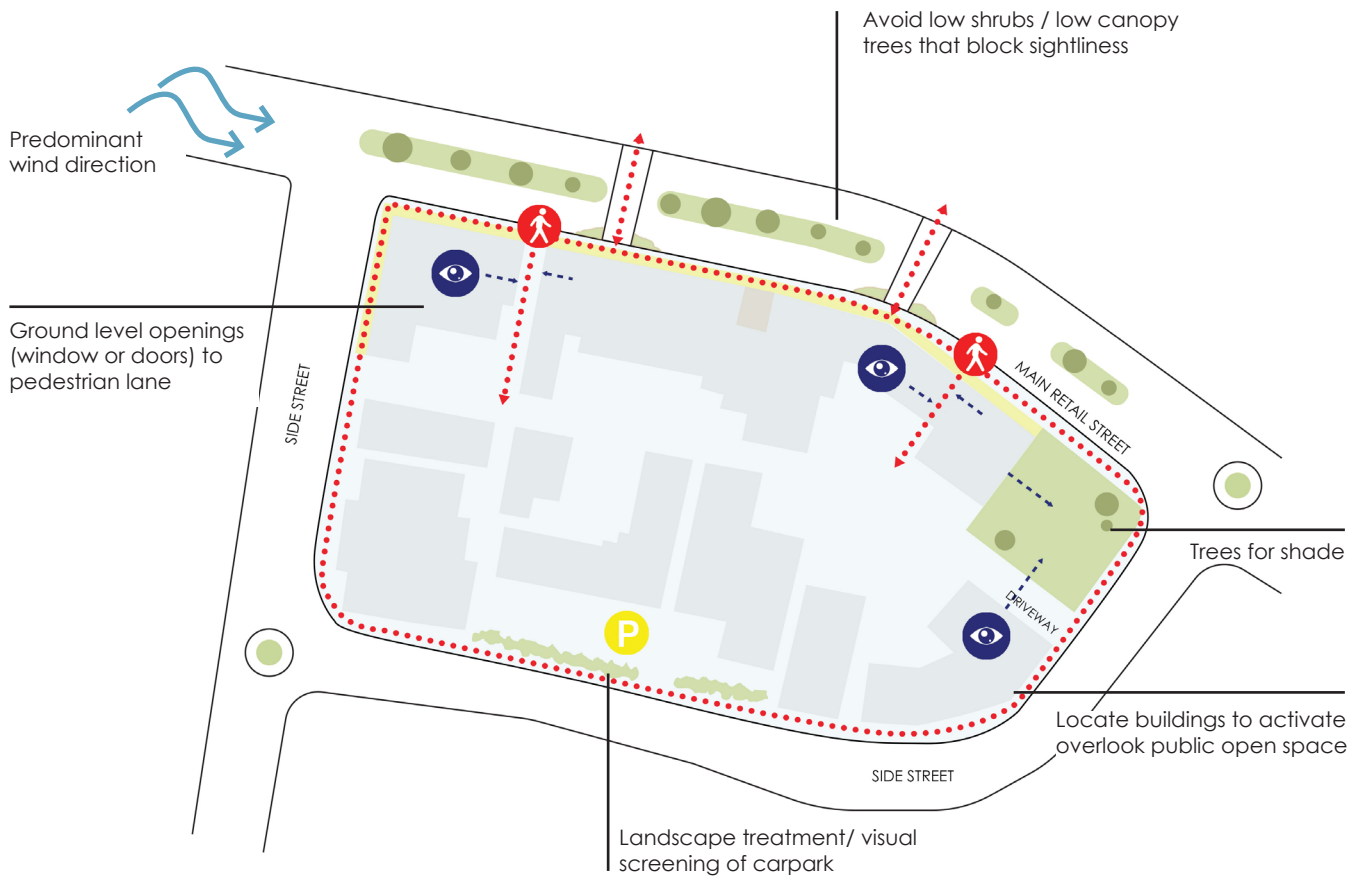 Avoid low shrubs / low canopy
trees that block sightliness
Predominant
wind direction
Ground level openings
(window or doors) to
pedestrian lane
SIDE STREET
MAIN RETAIL STREET
Trees for shade
DRIVEWAY
P
Locate buildings to activate
overlook public open space
SIDE STREET
Landscape treatment/ visual
screening of carpark